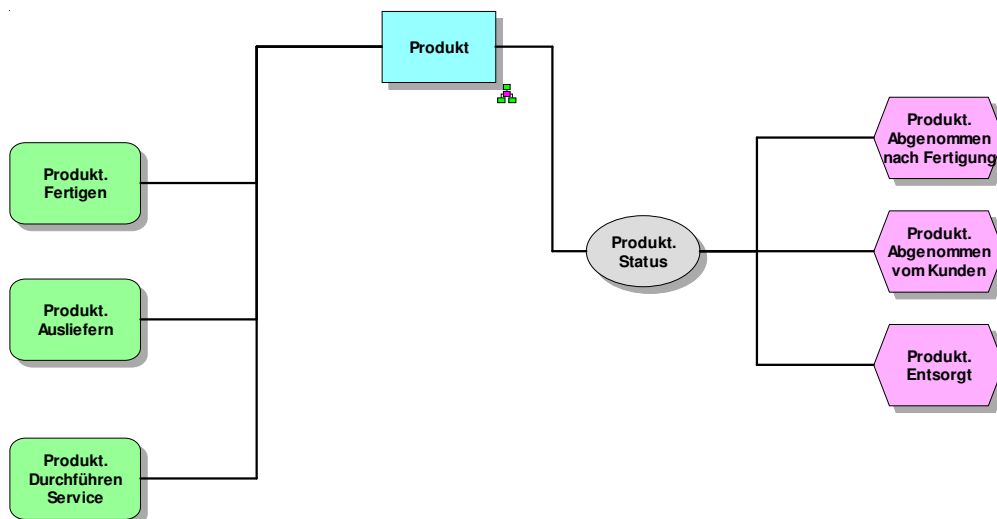 Produkt
Produkt.
Abgenommen
nach Fertigung
Produkt.
Fertigen
Produkt.
Status
Produkt.
Abgenommen
vom Kunden
Produkt.
Ausliefern
Produkt.
Entsorgt
Produkt.
Durchführen
Service